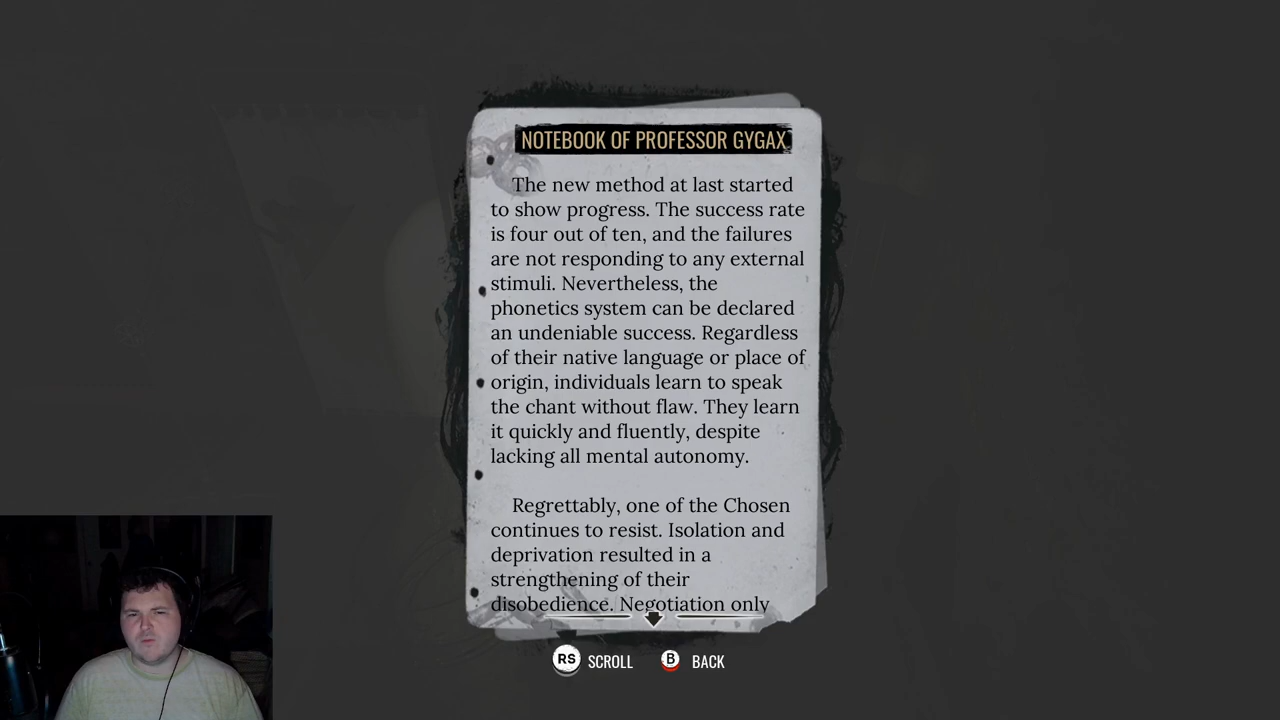 NOTEBOOK OF PROFESSOR GYGAX
The new method at last started
to show progress. The success rate
is four out of ten, and the failures
are not responding to any external
stimuli. Nevertheless, the
phonetics system can be declared
an undeniable success. Regardless
of their native language or place of
origin, individuals learn to speak
the chant without flaw. They learn
it quickly and fluently, despite
lacking all mental autonomy.
Regrettably, one of the Chosen
continues to resist. Isolation and
deprivation resulted in a
strengthening of their
disobedience. Negotiation only
RS SCROLL B BACK